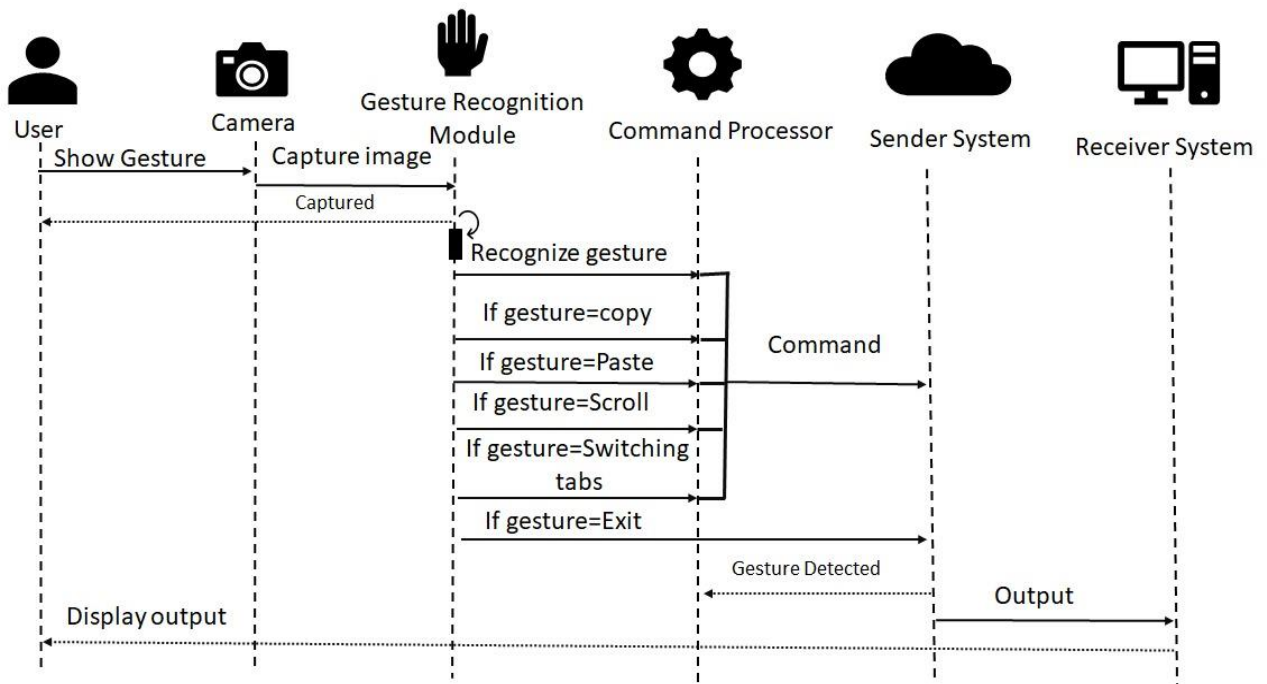 User
Camera
Gesture Recognition
Module
Command Processor
Sender System
Receiver System
Show Gesture
Capture image
Captured
Recognize gesture
If gesture=copy
Command
If gesture=Paste
If gesture=Scroll
If gesture=Switching
tabs
If gesture=Exit
Gesture Detected
Output
Display output